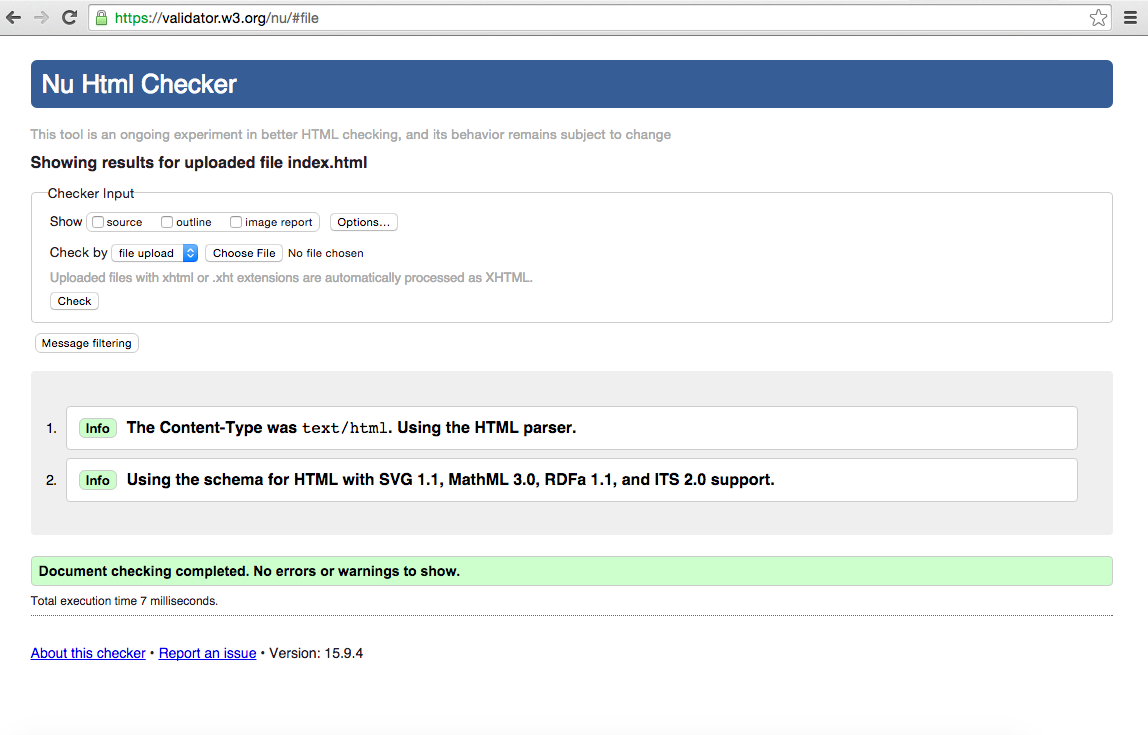 https://validator.w3.org/nu/#file
Nu Html Checker
This tool is an ongoing experiment in better HTML checking, and its behavior remains subject to change
Showing results for uploaded file index.html
Checker Input
Show source outline image report Options...
Check by file upload Choose File No file chosen
Uploaded files with xhtml or .xht extensions are automatically processed as XHTML.
Check
Message filtering
1. Info The Content-Type was text/html. Using the HTML parser.
2. Info Using the schema for HTML with SVG 1.1, MathML 3.0, RDFa 1.1, and ITS 2.0 support.
Document checking completed. No errors or warnings to show.
Total execution time 7 milliseconds.
About this checker • Report an issue • Version: 15.9.4